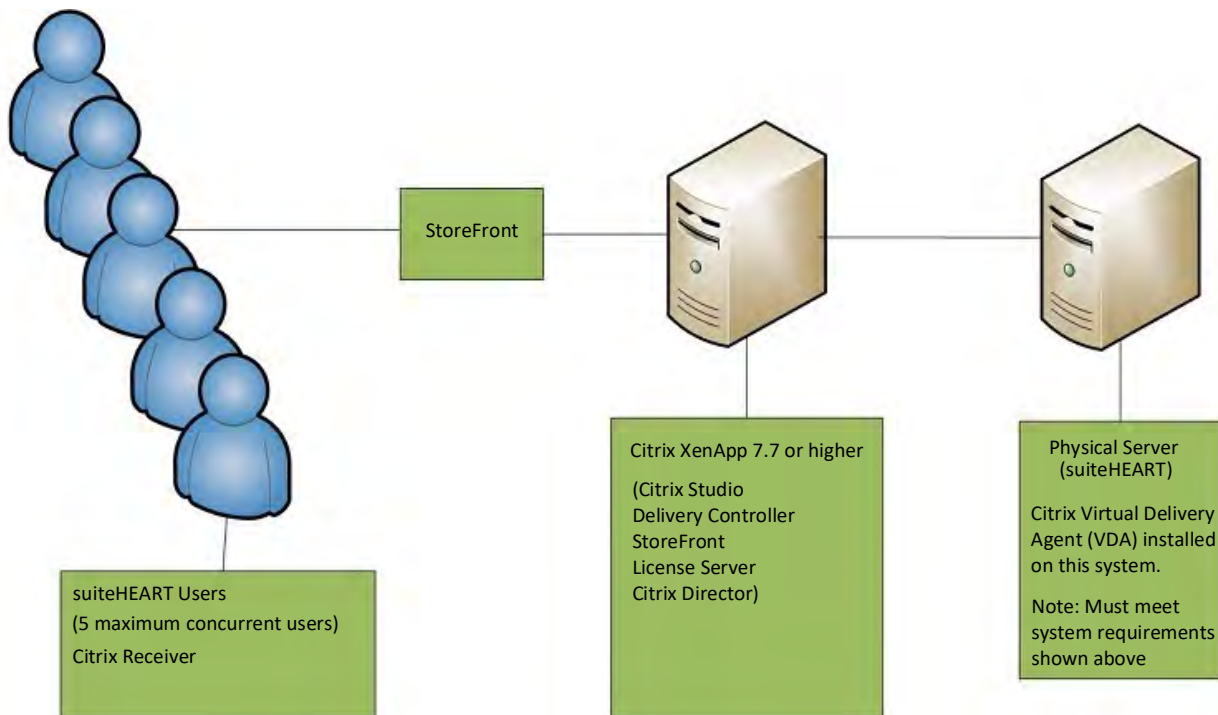 StoreFront
suiteHEART Users
(5 maximum concurrent users)
Citrix Receiver
Citrix XenApp 7.7 or higher
(Citrix Studio
Delivery Controller
StoreFront
License Server
Citrix Director)
Physical Server
(suiteHEART)
Citrix Virtual Delivery
Agent (VDA) installed
on this system.
Note: Must meet
system requirements
shown above